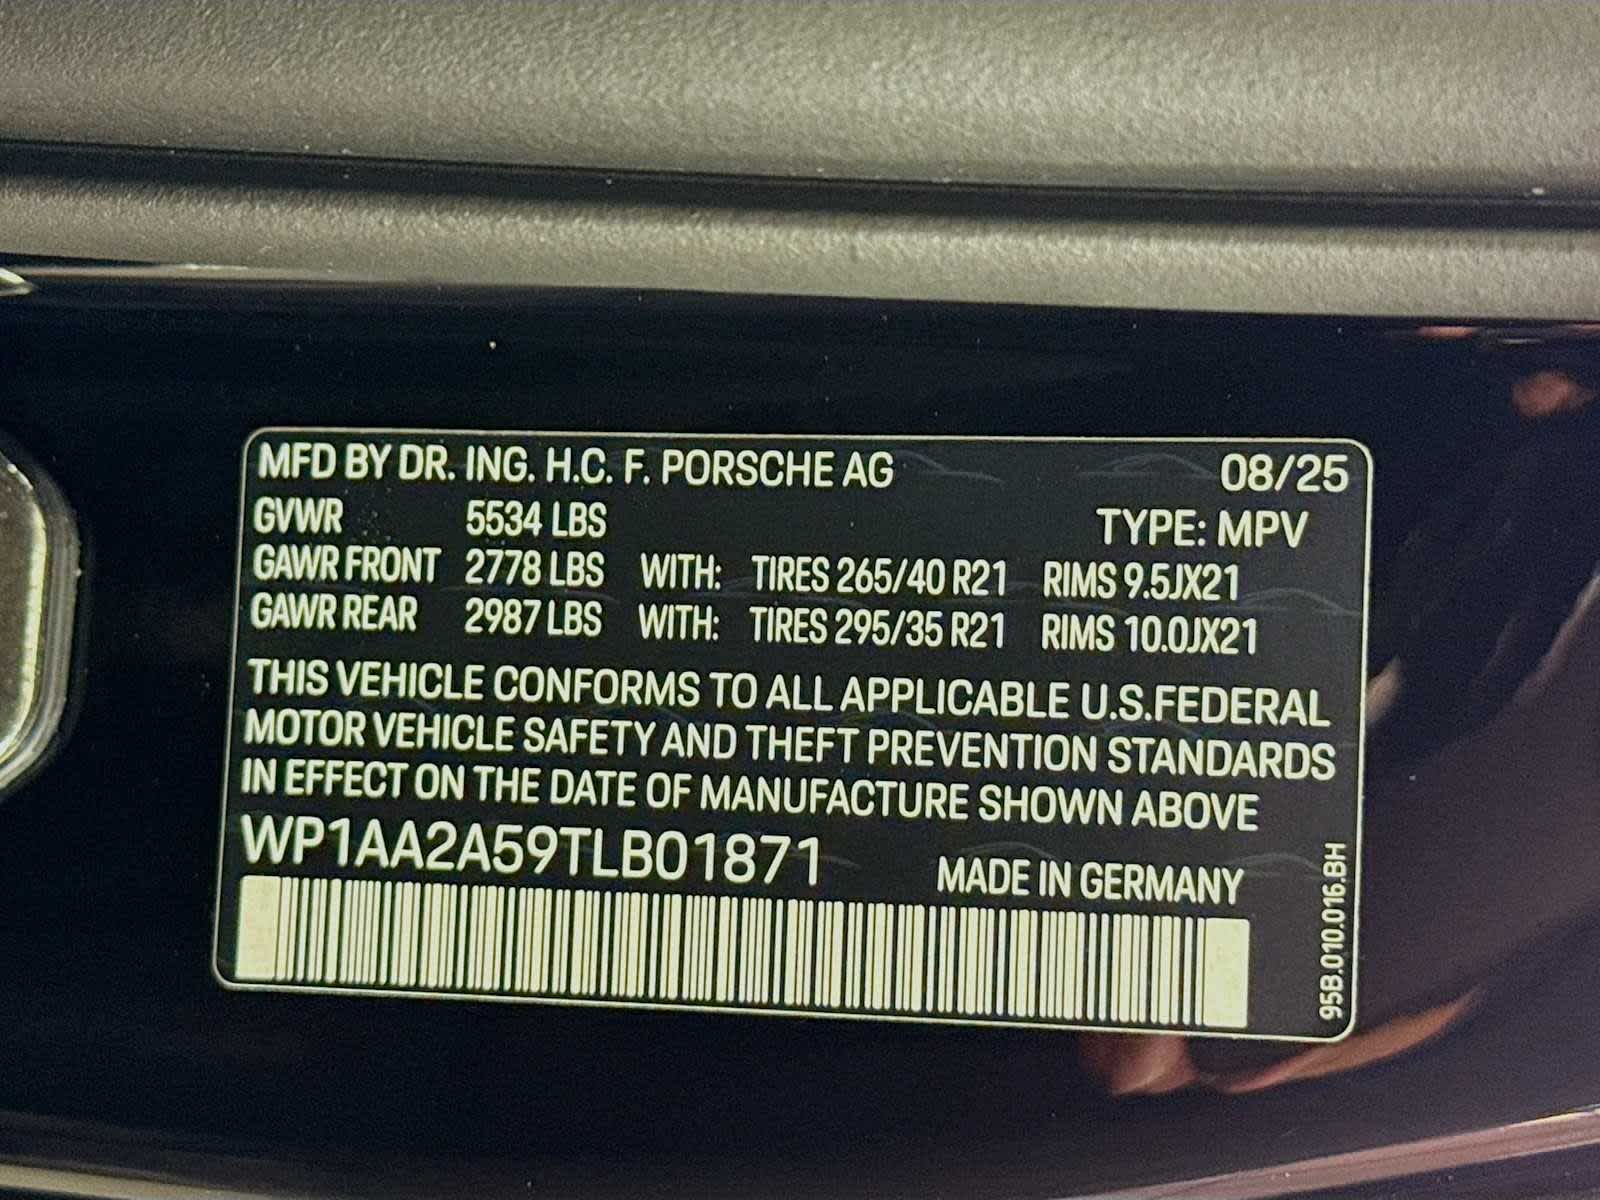 MFD BY DR. ING. H.C. F. PORSCHE AG 08/25
GVWR 5534 LBS TYPE: MPV
GAWR FRONT 2778 LBS WITH: TIRES 265/40 R21 RIMS 9.5JX21
GAWR REAR 2987 LBS WITH: TIRES 295/35 R21 RIMS 10.0JX21
THIS VEHICLE CONFORMS TO ALL APPLICABLE U.S.FEDERAL
MOTOR VEHICLE SAFETY AND THEFT PREVENTION STANDARDS
IN EFFECT ON THE DATE OF MANUFACTURE SHOWN ABOVE
WP1AA2A59TLB01871 MADE IN GERMANY
95B.010.016.BH